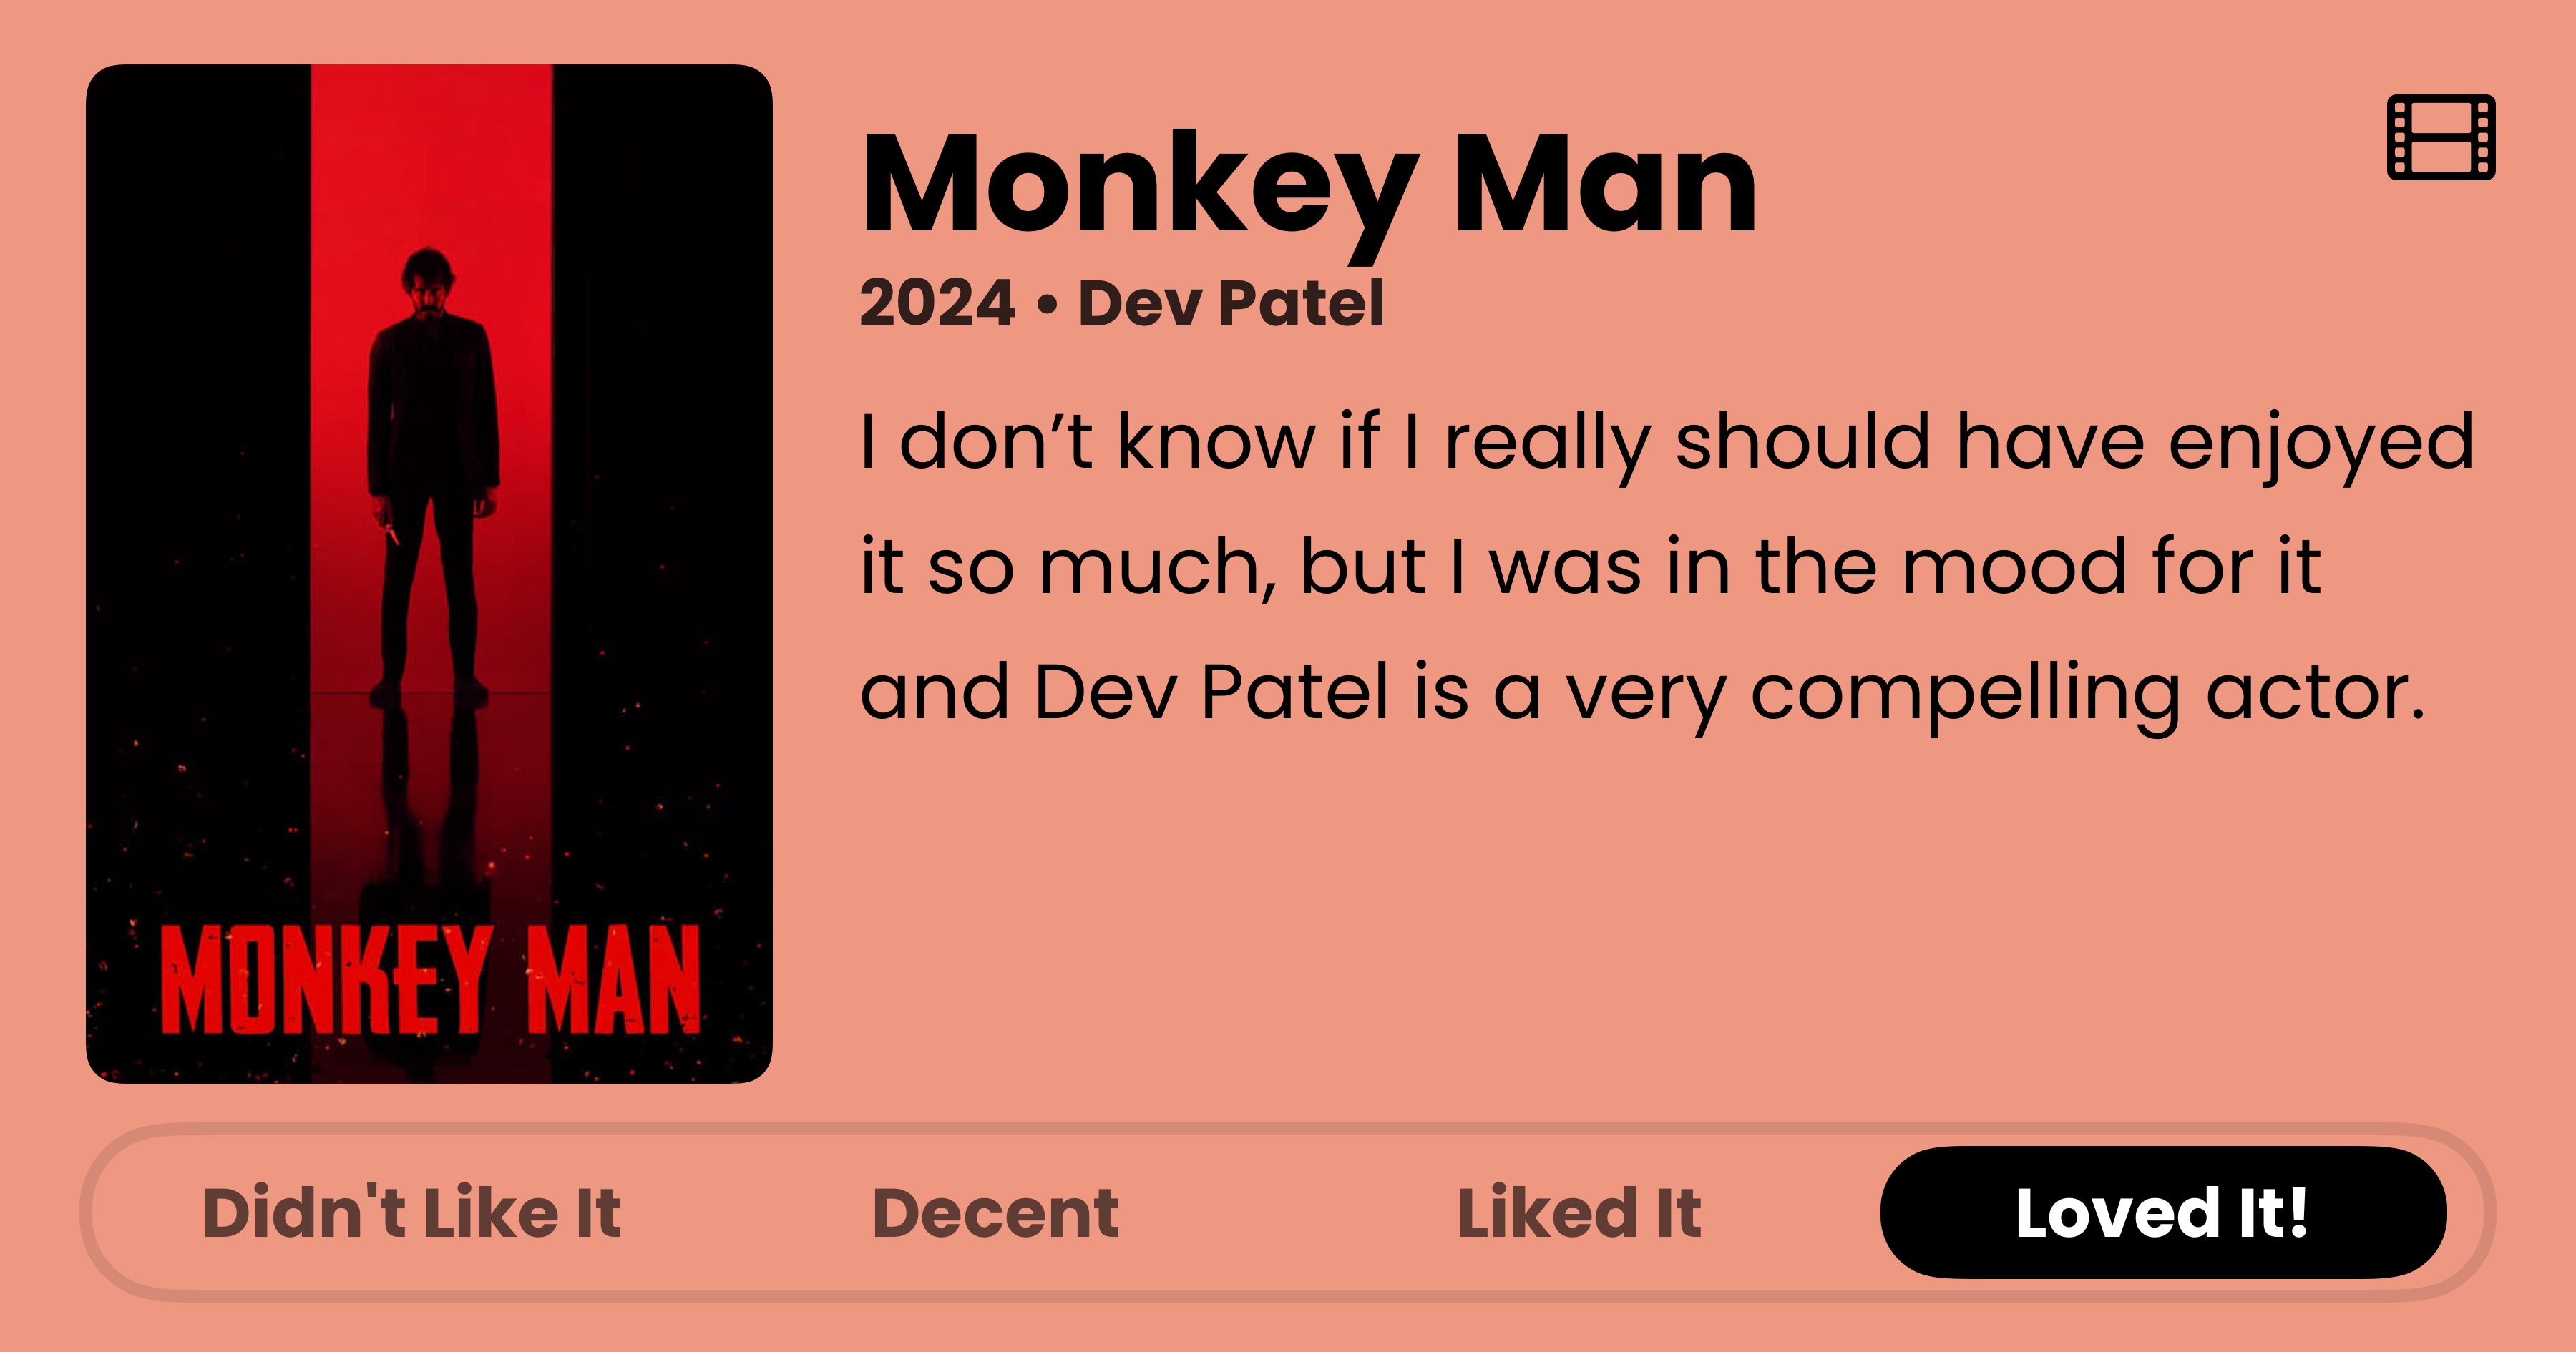 MONKEY MAN
Monkey Man
2024 • Dev Patel
I don’t know if I really should have enjoyed
it so much, but I was in the mood for it
and Dev Patel is a very compelling actor.
Didn't Like It
Decent
Liked It
Loved It!